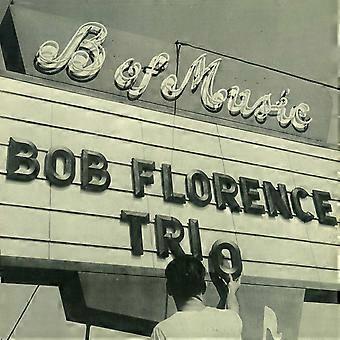 B of Music
BOB FLORENCE
TRIO